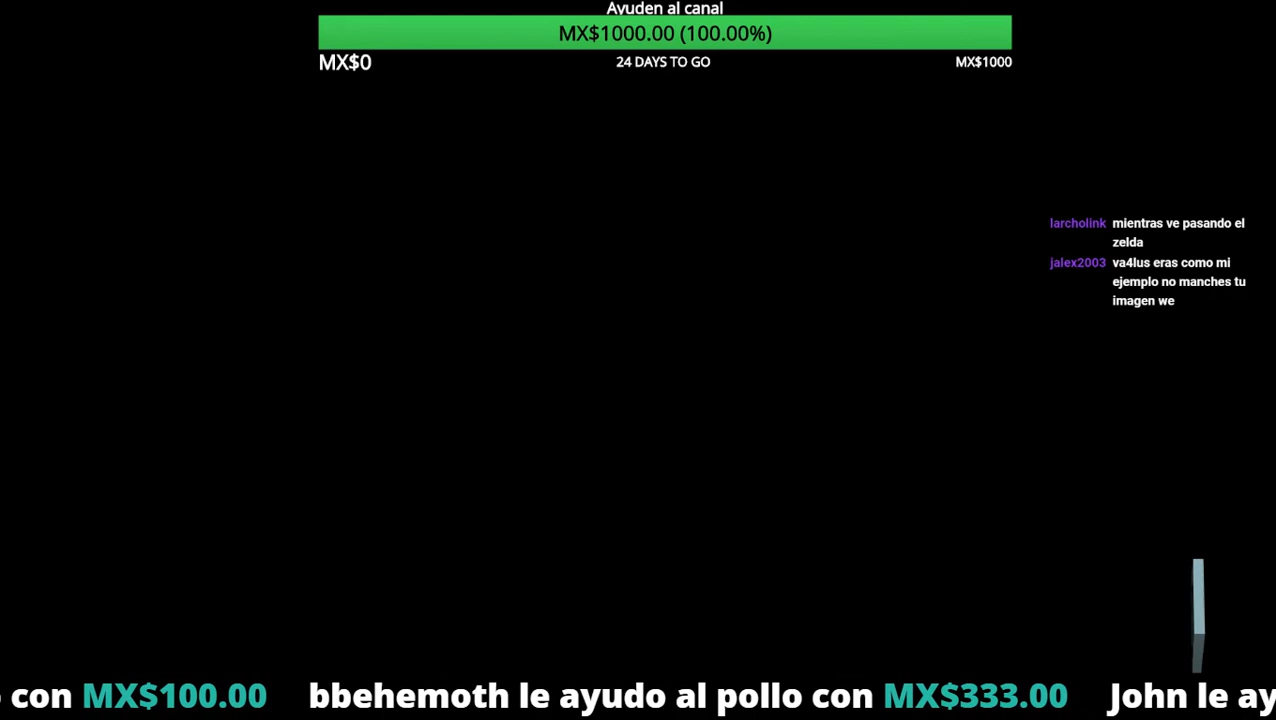 Ayuden al canal
MX$1000.00 (100.00%)
MX$0 24 DAYS TO GO MX$1000
larcholink mientras ve pasando el
zelda
jalex2003 va4lus eras como mi
ejemplo no manches tu
imagen we
con MX$100.00 bbehemoth le ayudo al pollo con MX$333.00 John le ay